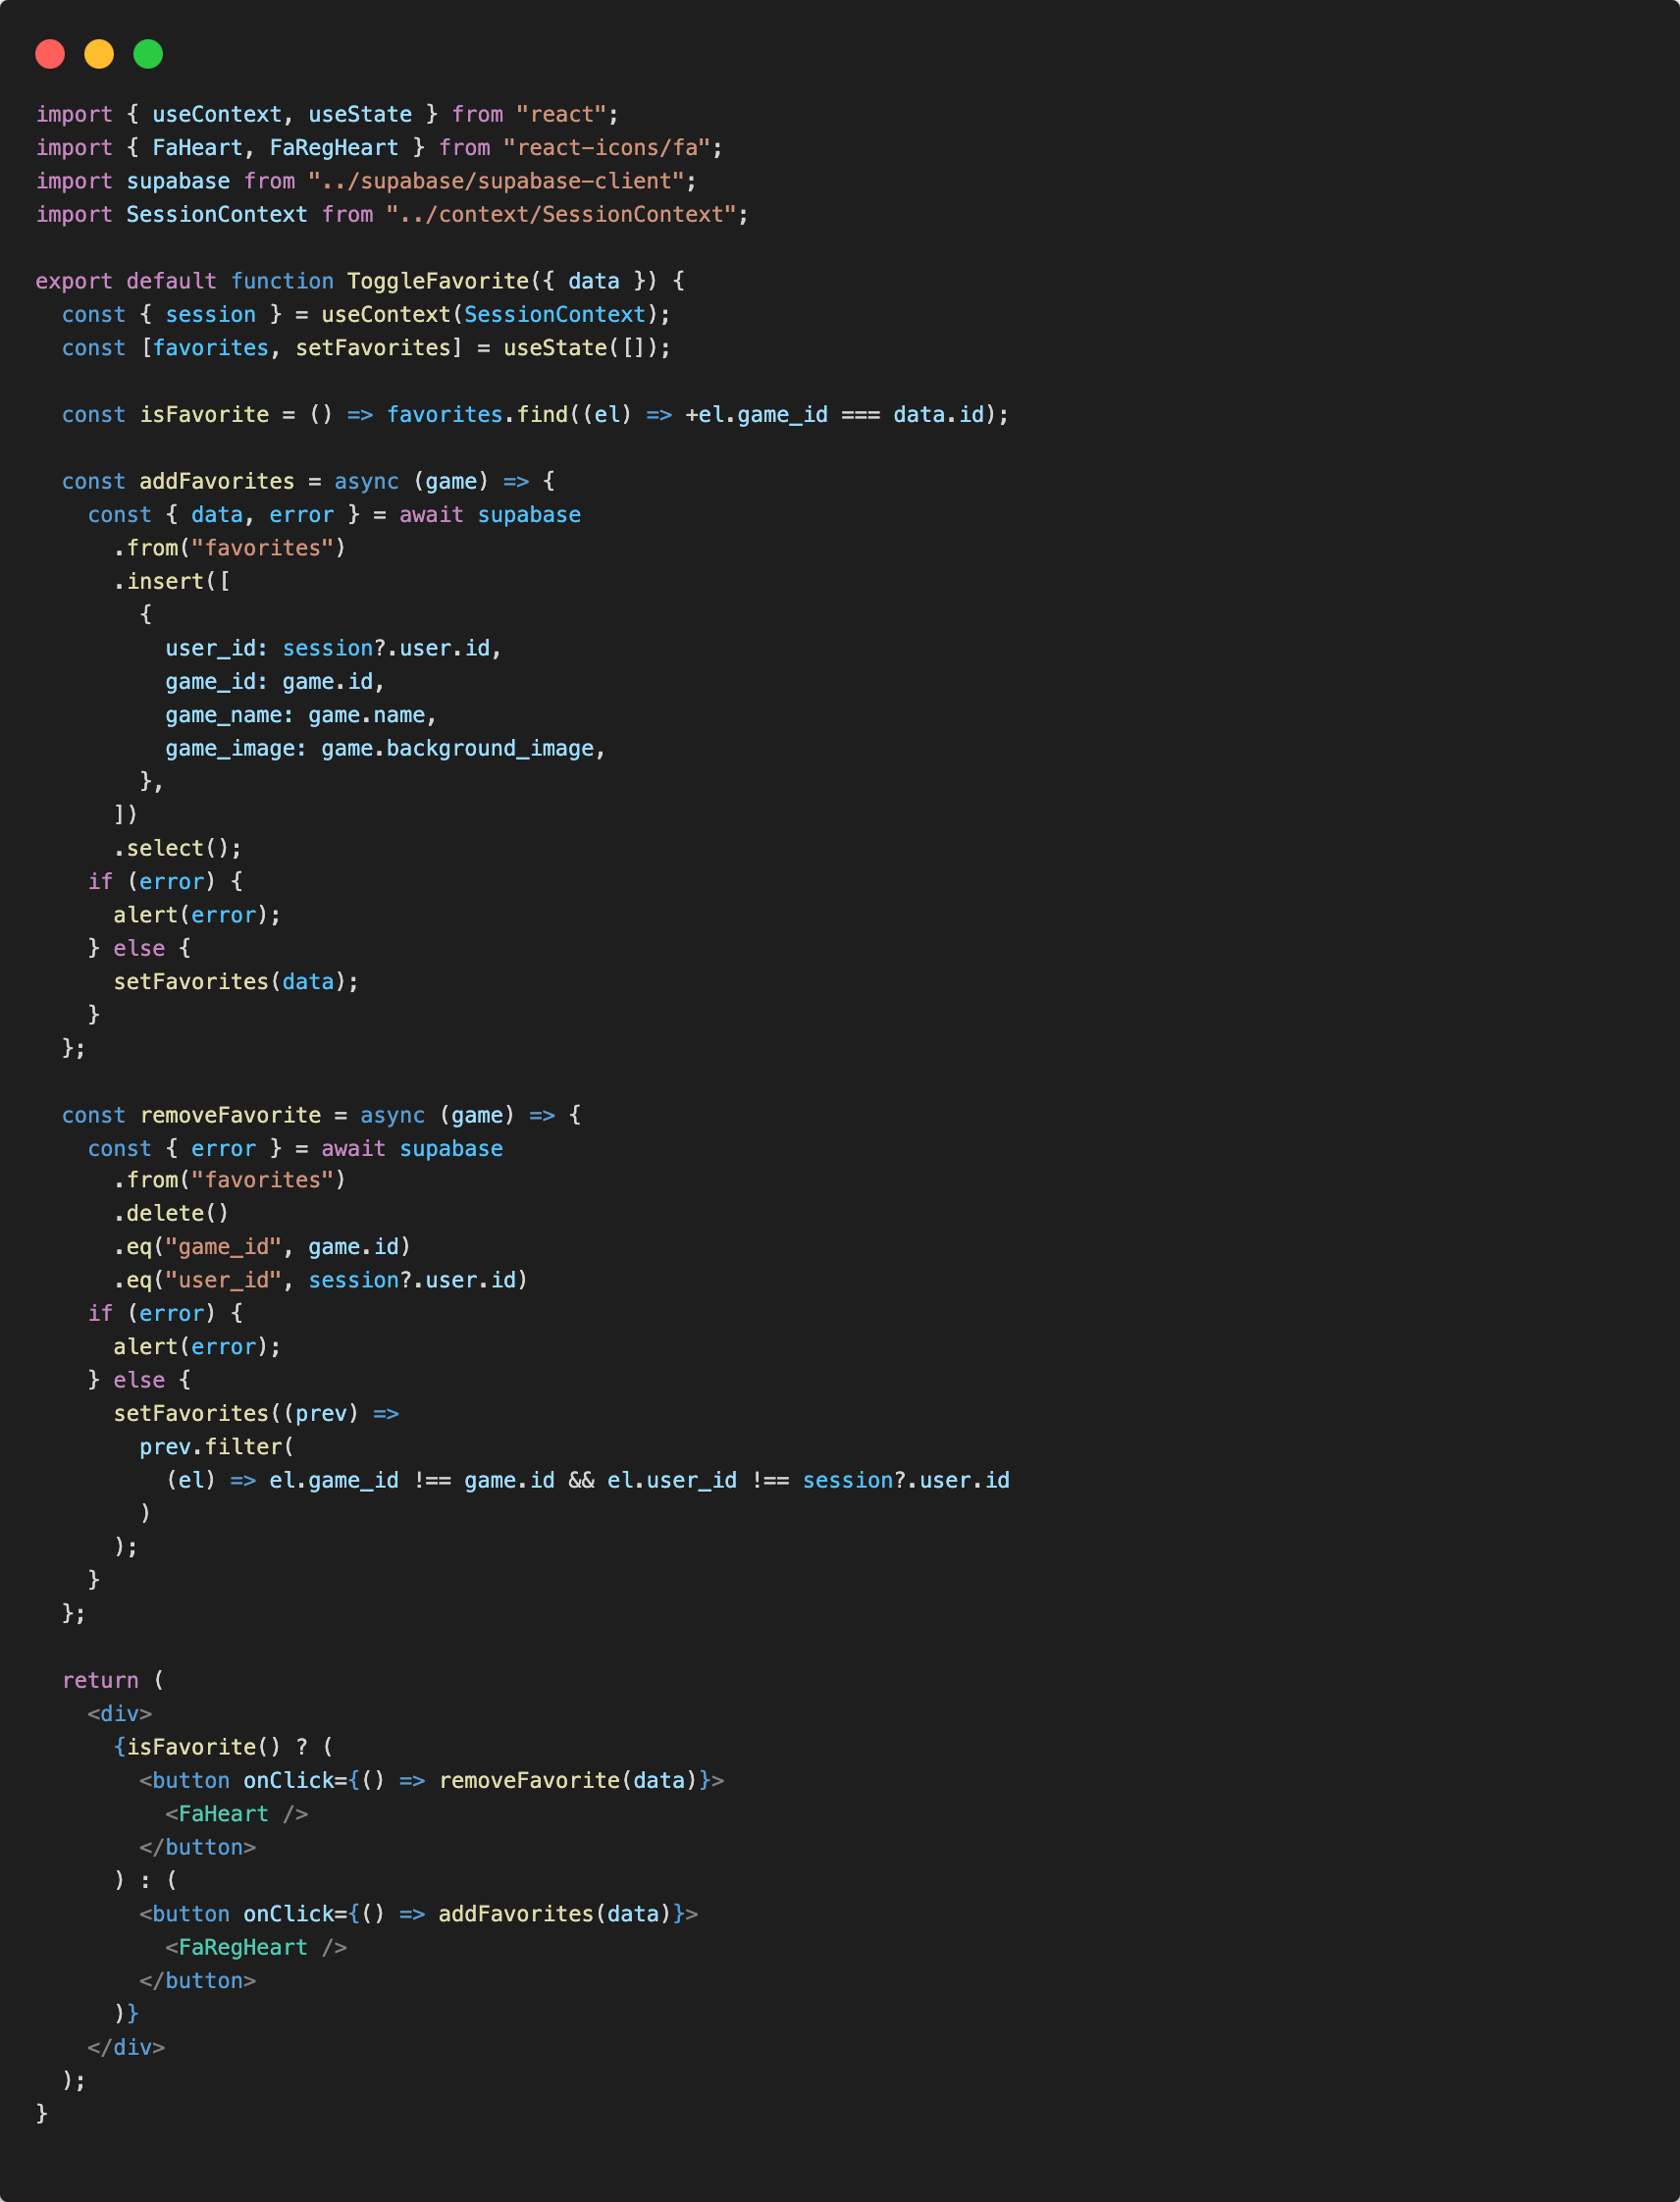 import { useContext, useState } from "react";
import { FaHeart, FaRegHeart } from "react-icons/fa";
import supabase from "../supabase/supabase-client";
import SessionContext from "../context/SessionContext";

export default function ToggleFavorite({ data }) {
  const { session } = useContext(SessionContext);
  const [favorites, setFavorites] = useState([]);

  const isFavorite = () => favorites.find((el) => +el.game_id === data.id);

  const addFavorites = async (game) => {
    const { data, error } = await supabase
      .from("favorites")
      .insert([
        {
          user_id: session?.user.id,
          game_id: game.id,
          game_name: game.name,
          game_image: game.background_image,
        },
      ])
      .select();
    if (error) {
      alert(error);
    } else {
      setFavorites(data);
    }
  };

  const removeFavorite = async (game) => {
    const { error } = await supabase
      .from("favorites")
      .delete()
      .eq("game_id", game.id)
      .eq("user_id", session?.user.id)
    if (error) {
      alert(error);
    } else {
      setFavorites((prev) =>
        prev.filter(
          (el) => el.game_id !== game.id && el.user_id !== session?.user.id
        )
      );
    }
  };

  return (
    <div>
      {isFavorite() ? (
        <button onClick={() => removeFavorite(data)}>
          <FaHeart />
        </button>
      ) : (
        <button onClick={() => addFavorites(data)}>
          <FaRegHeart />
        </button>
      )}
    </div>
  );
}